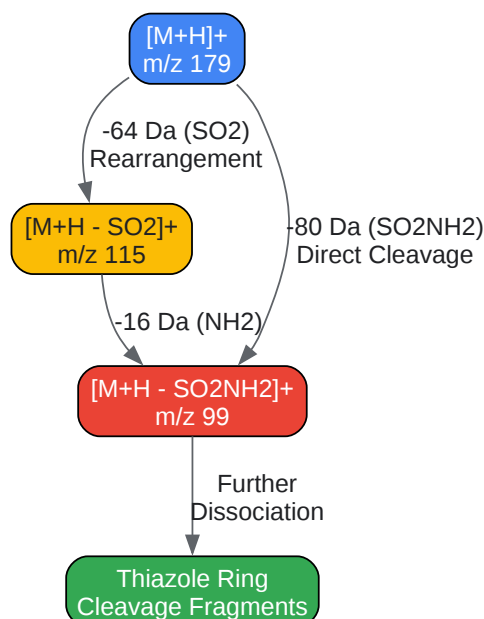 [M+H]+
m/z 179
-64 Da (SO2)
Rearrangement
[M+H - SO2]+
m/z 115
-80 Da (SO2NH2)
Direct Cleavage
-16 Da (NH2)
[M+H - SO2NH2]+
m/z 99
Further
Dissociation
Thiazole Ring
Cleavage Fragments